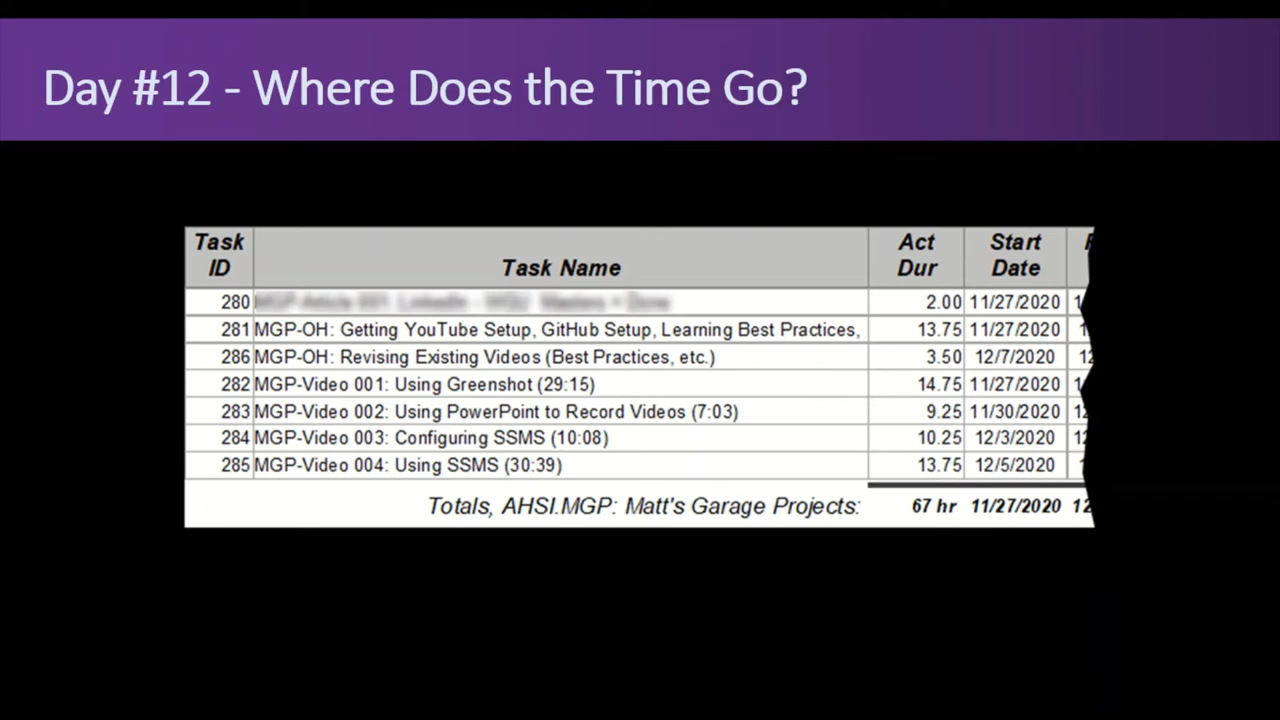 Day #12 - Where Does the Time Go?
Task ID Task Name Act Dur Start Date
280 2.00 11/27/2020
281 MGP-OH: Getting YouTube Setup, GitHub Setup, Learning Best Practices, 13.75 11/27/2020
286 MGP-OH: Revising Existing Videos (Best Practices, etc.) 3.50 12/7/2020
282 MGP-Video 001: Using Greenshot (29:15) 14.75 11/27/2020
283 MGP-Video 002: Using PowerPoint to Record Videos (7:03) 9.25 11/30/2020
284 MGP-Video 003: Configuring SSMS (10:08) 10.25 12/3/2020
285 MGP-Video 004: Using SSMS (30:39) 13.75 12/5/2020
Totals, AHSI.MGP: Matt's Garage Projects: 67 hr 11/27/2020